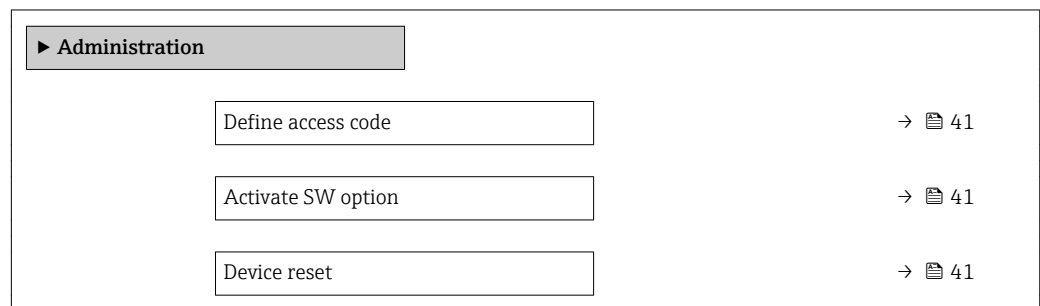 ▶ Administration
Define access code → 41
Activate SW option → 41
Device reset → 41